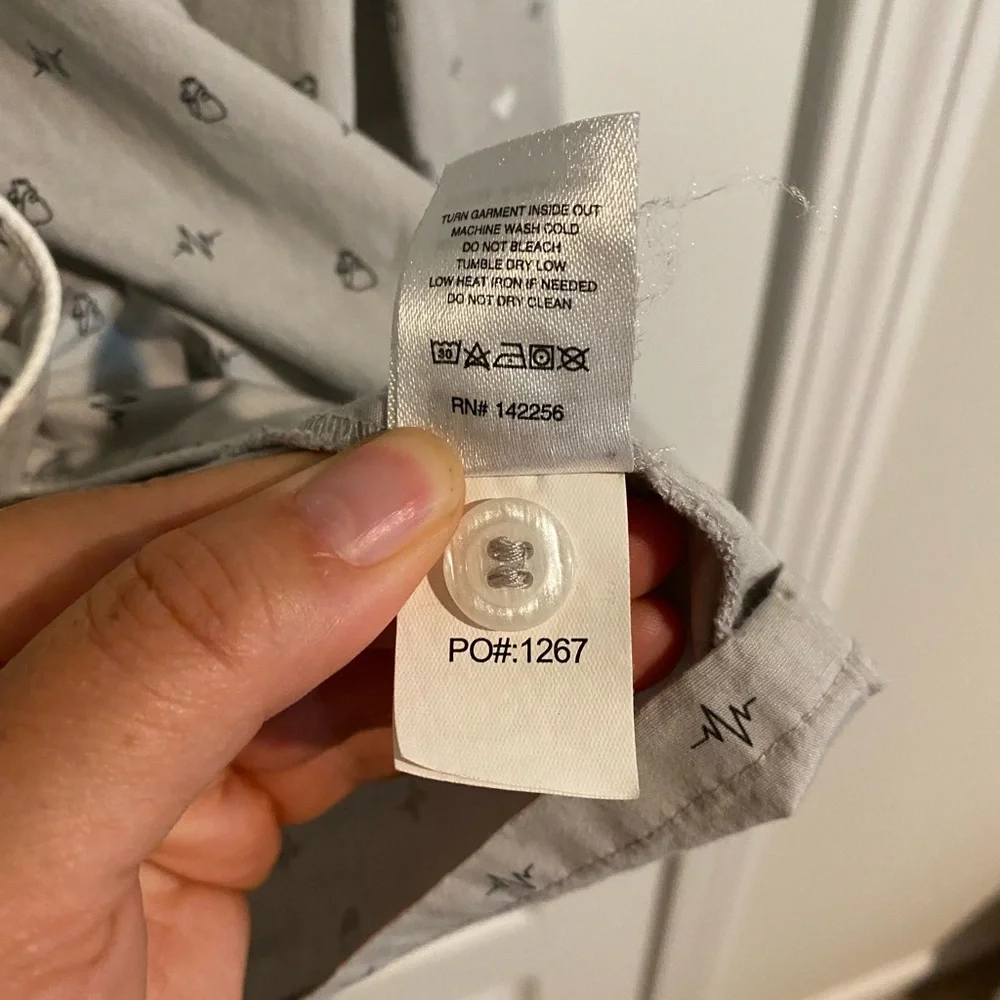 TURN GARMENT INSIDE OUT
MACHINE WASH COLD
DO NOT BLEACH
TUMBLE DRY LOW
LOW HEAT IRON IF NEEDED
DO NOT DRY CLEAN
30
RN# 142256
PO#:1267